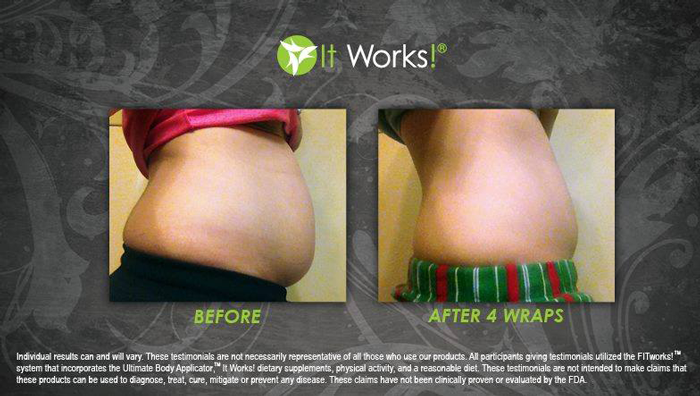 It Works!®
BEFORE
AFTER 4 WRAPS
Individual results can and will vary. These testimonials are not necessarily representative of all those who use our products. All participants giving testimonials utilized the FITworks!™
system that incorporates the Ultimate Body Applicator,™ It Works! dietary supplements, physical activity, and a reasonable diet. These testimonials are not intended to make claims that
these products can be used to diagnose, treat, cure, mitigate or prevent any disease. These claims have not been clinically proven or evaluated by the FDA.